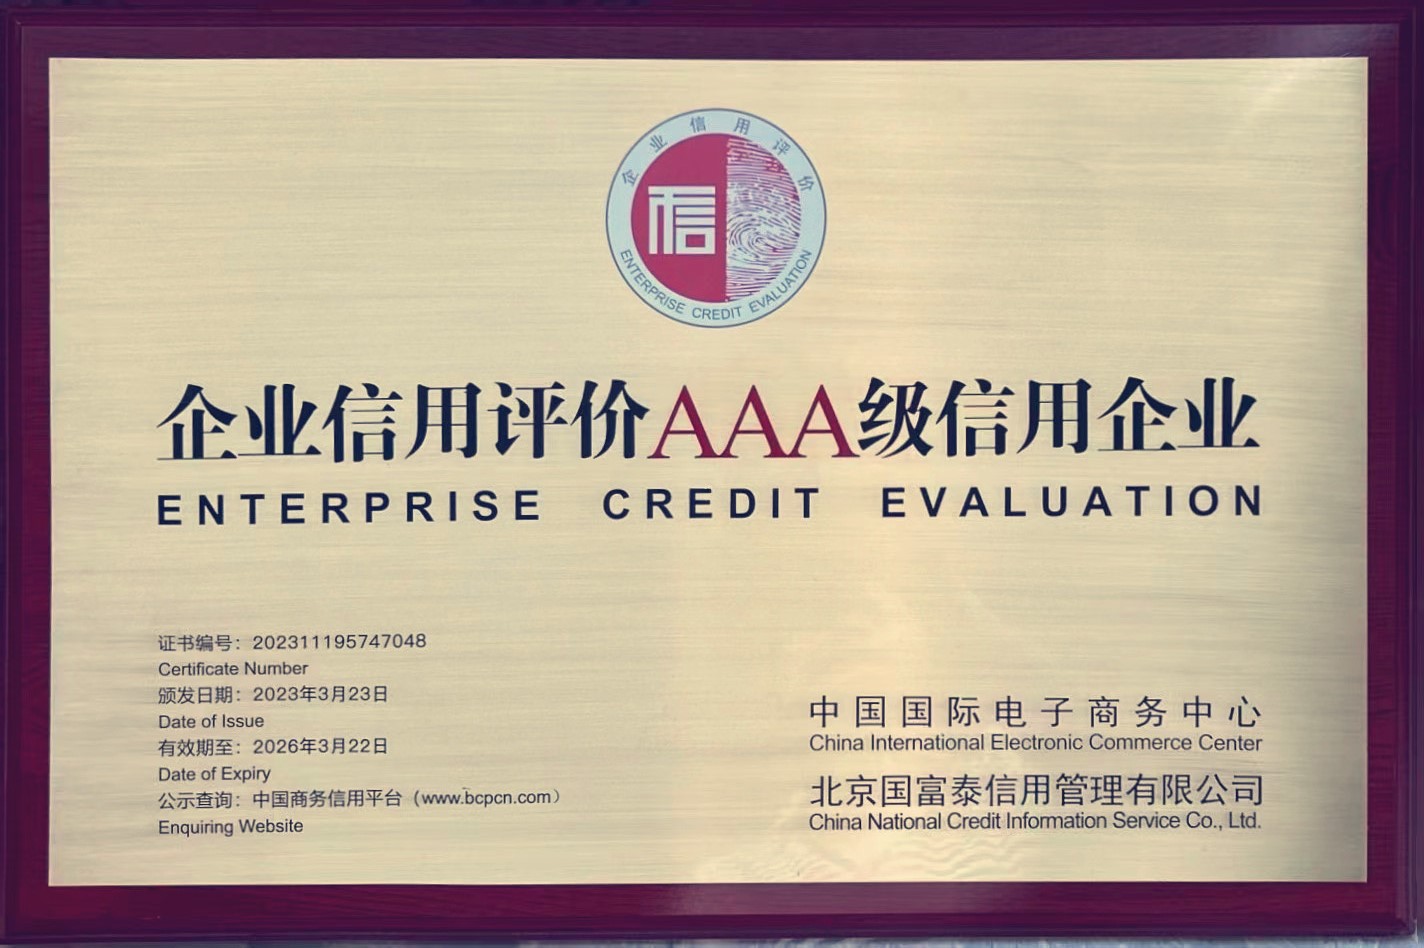 企业信用评价
信
ENTERPRISE CREDIT EVALUATION
企业信用评价AAA级信用企业
ENTERPRISE CREDIT EVALUATION
证书编号：202311195747048
Certificate Number
颁发日期：2023年3月23日
Date of Issue
有效期至：2026年3月22日
Date of Expiry
公示查询：中国商务信用平台（www.bcpcn.com）
Enquiring Website
中国国际电子商务中心
China International Electronic Commerce Center
北京国富泰信用管理有限公司
China National Credit Information Service Co., Ltd.